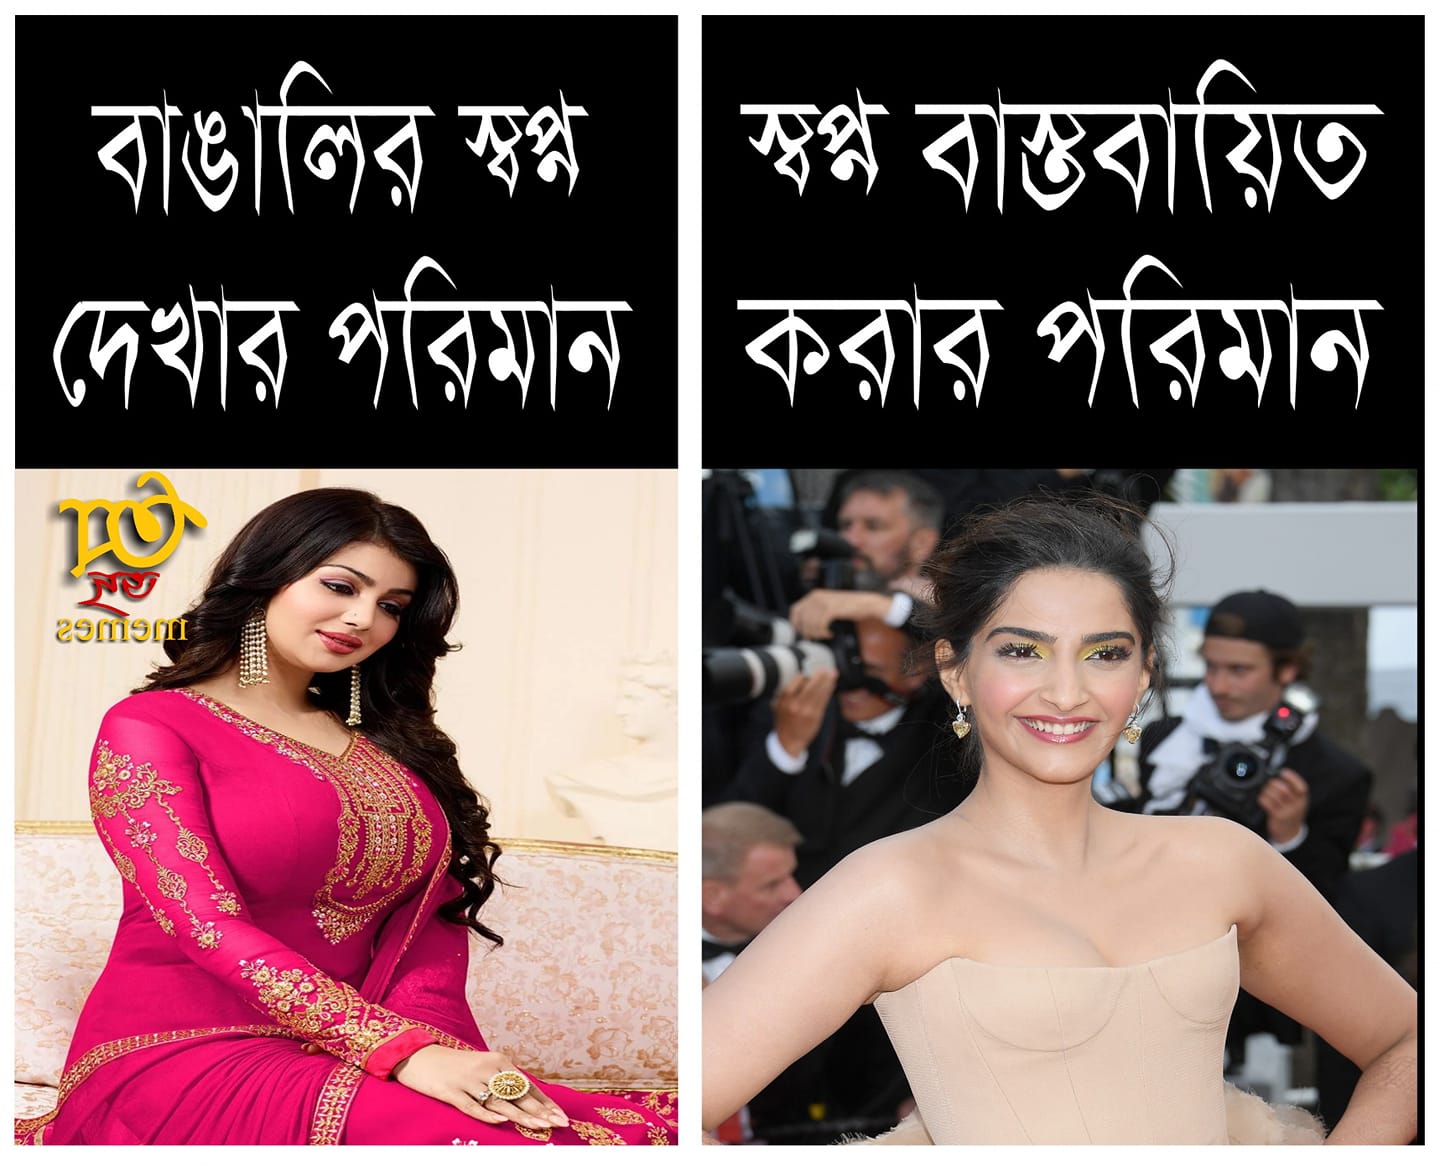 বাঙালির স্বপ্ন
দেখার পরিমান
স্বপ্ন বাস্তবায়িত
করার পরিমান
memes